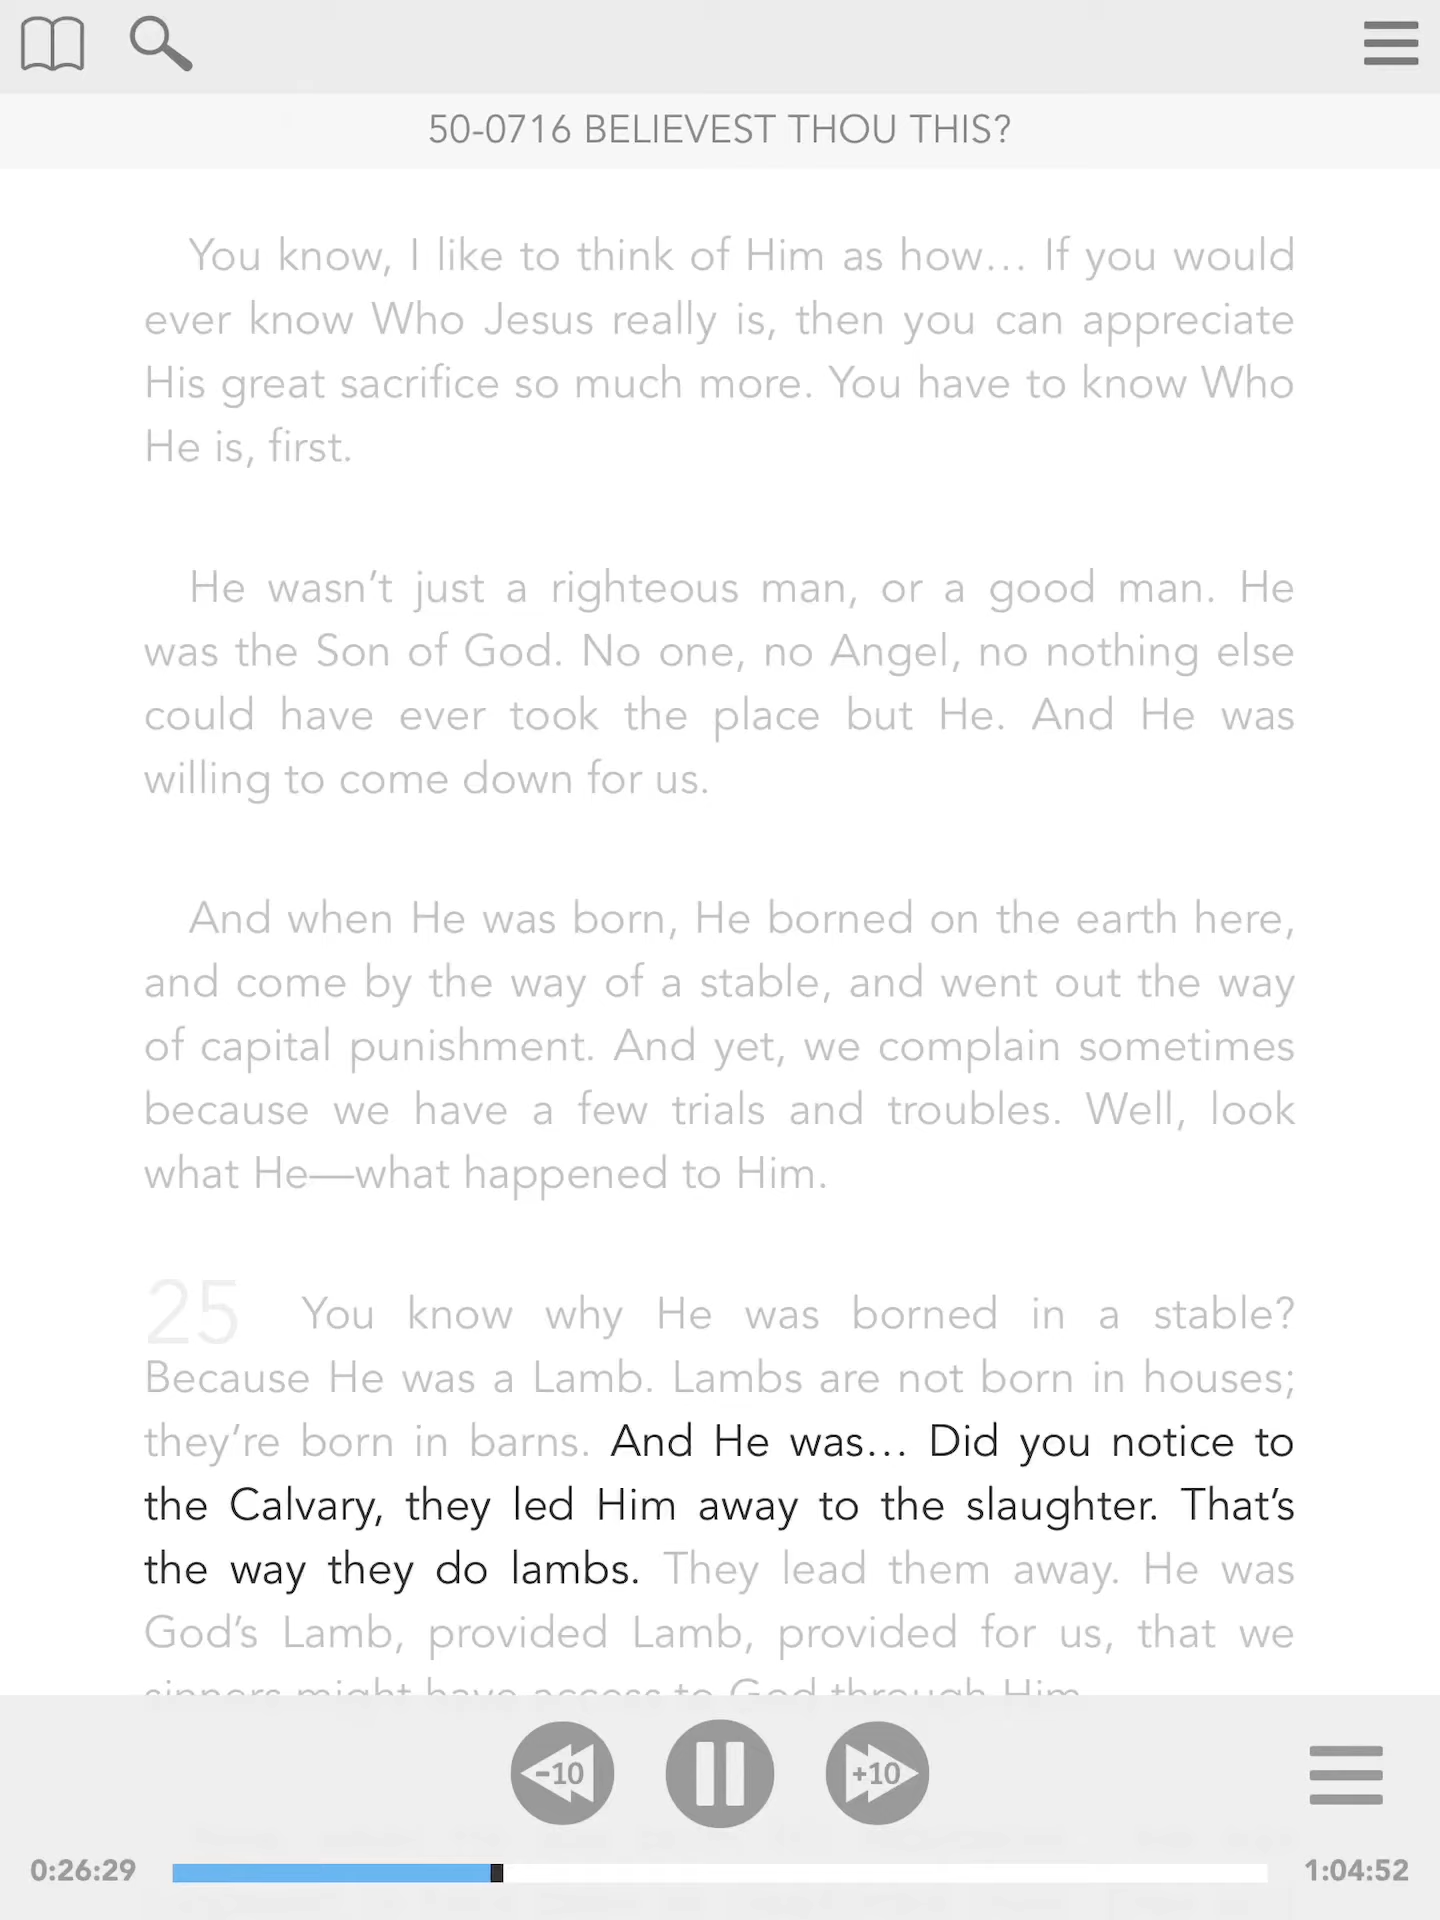 50-0716 BELIEVEST THOU THIS?
You know, I like to think of Him as how… If you would
ever know Who Jesus really is, then you can appreciate
His great sacrifice so much more. You have to know Who
He is, first.
He wasn’t just a righteous man, or a good man. He
was the Son of God. No one, no Angel, no nothing else
could have ever took the place but He. And He was
willing to come down for us.
And when He was born, He borned on the earth here,
and come by the way of a stable, and went out the way
of capital punishment. And yet, we complain sometimes
because we have a few trials and troubles. Well, look
what He—what happened to Him.
25 You know why He was borned in a stable?
Because He was a Lamb. Lambs are not born in houses;
they’re born in barns. And He was… Did you notice to
the Calvary, they led Him away to the slaughter. That’s
the way they do lambs. They lead them away. He was
God’s Lamb, provided Lamb, provided for us, that we
sinners might have access to God through Him.
-10 +10
0:26:29 1:04:52